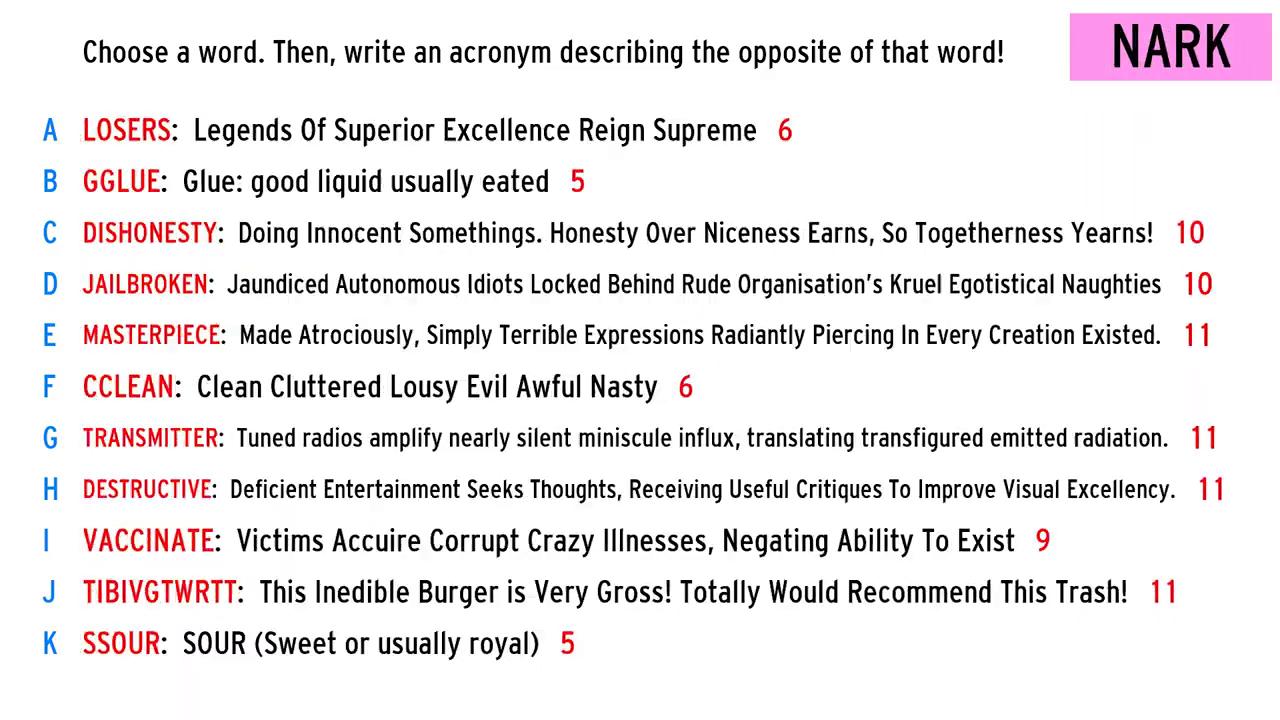 Choose a word. Then, write an acronym describing the opposite of that word!
NARK
A LOSERS: Legends Of Superior Excellence Reign Supreme 6
B GGLUE: Glue: good liquid usually eated 5
C DISHONESTY: Doing Innocent Somethings. Honesty Over Niceness Earns, So Togetherness Yearns! 10
D JAILBROKEN: Jaundiced Autonomous Idiots Locked Behind Rude Organisation's Kruel Egotistical Naughties 10
E MASTERPIECE: Made Atrociously, Simply Terrible Expressions Radiantly Piercing In Every Creation Existed. 11
F CCLEAN: Clean Cluttered Lousy Evil Awful Nasty 6
G TRANSMITTER: Tuned radios amplify nearly silent miniscule influx, translating transfigured emitted radiation. 11
H DESTRUCTIVE: Deficient Entertainment Seeks Thoughts, Receiving Useful Critiques To Improve Visual Excellency. 11
I VACCINATE: Victims Accuire Corrupt Crazy Illnesses, Negating Ability To Exist 9
J TIBIVGTWRTT: This Inedible Burger is Very Gross! Totally Would Recommend This Trash! 11
K SSOUR: SOUR (Sweet or usually royal) 5